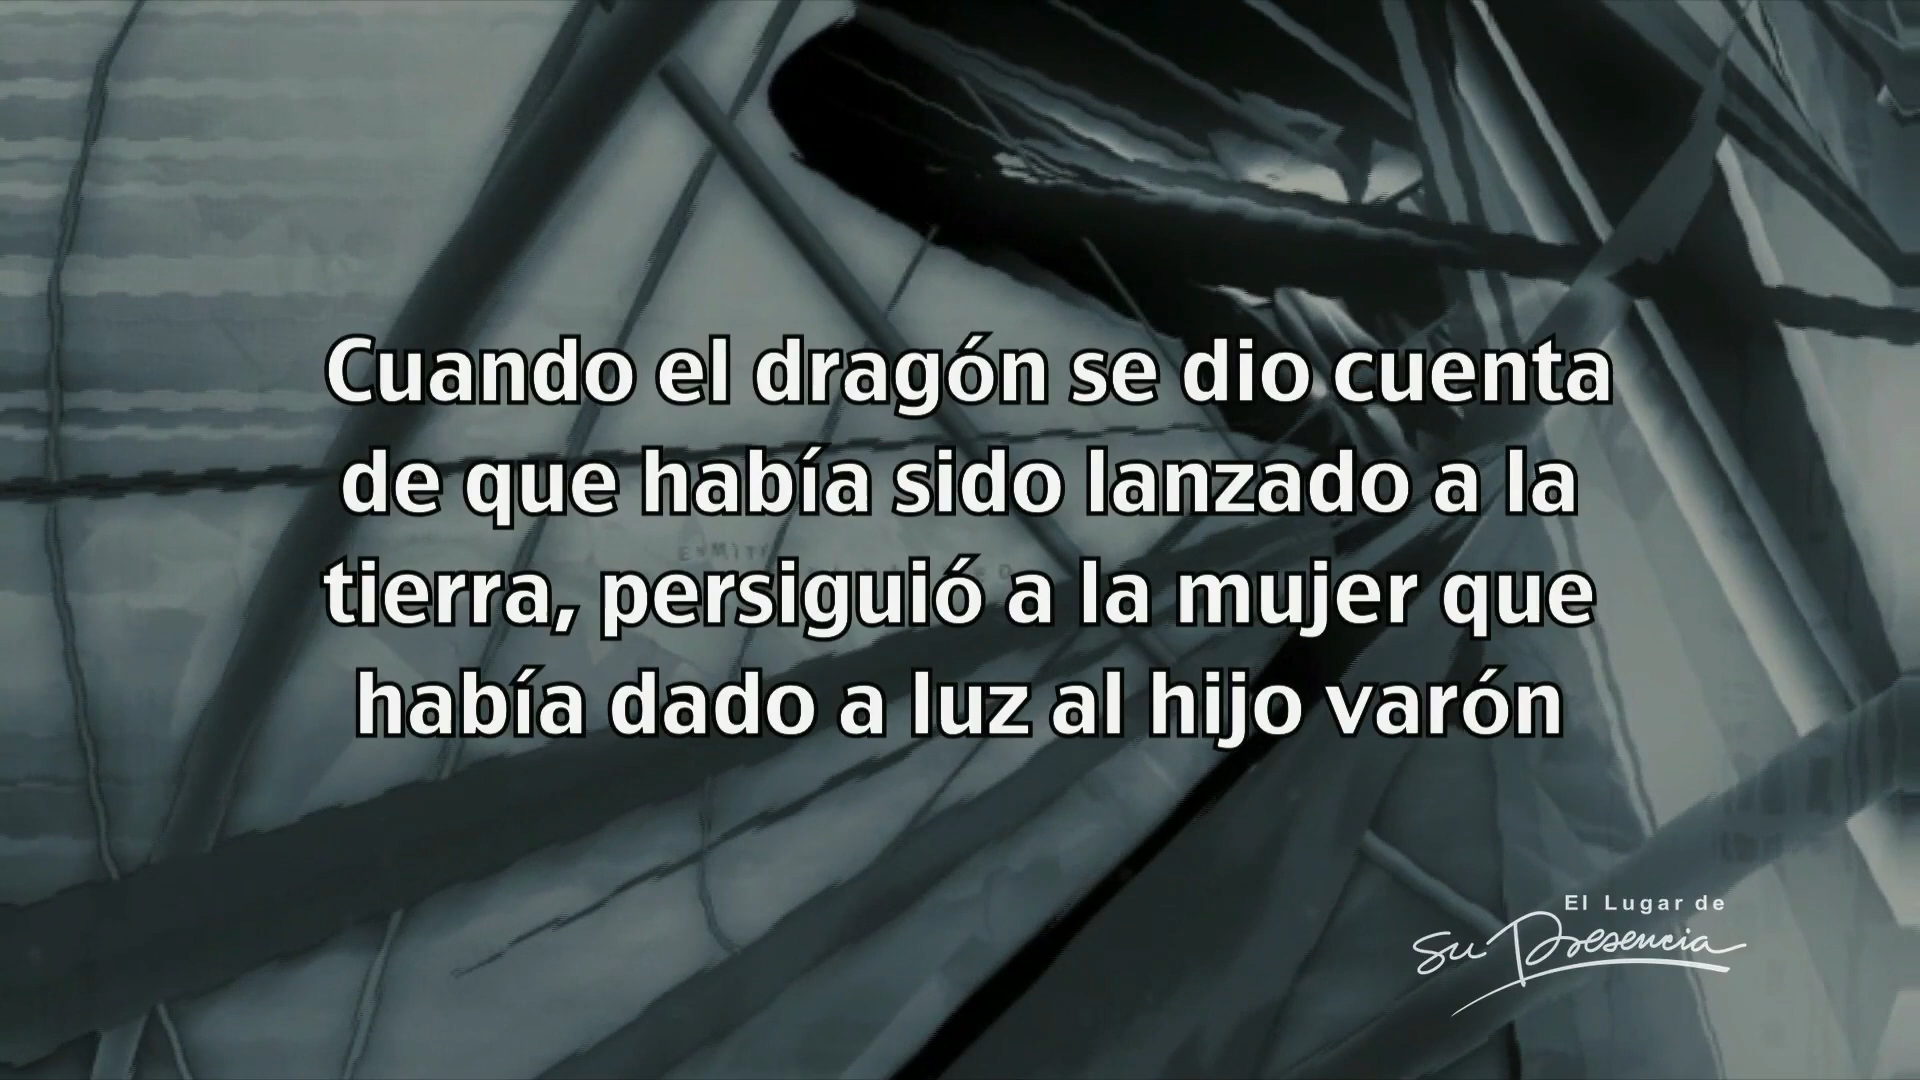 Cuando el dragón se dio cuenta
de que había sido lanzado a la
tierra, persiguió a la mujer que
había dado a luz al hijo varón
El Lugar de
Su Presencia